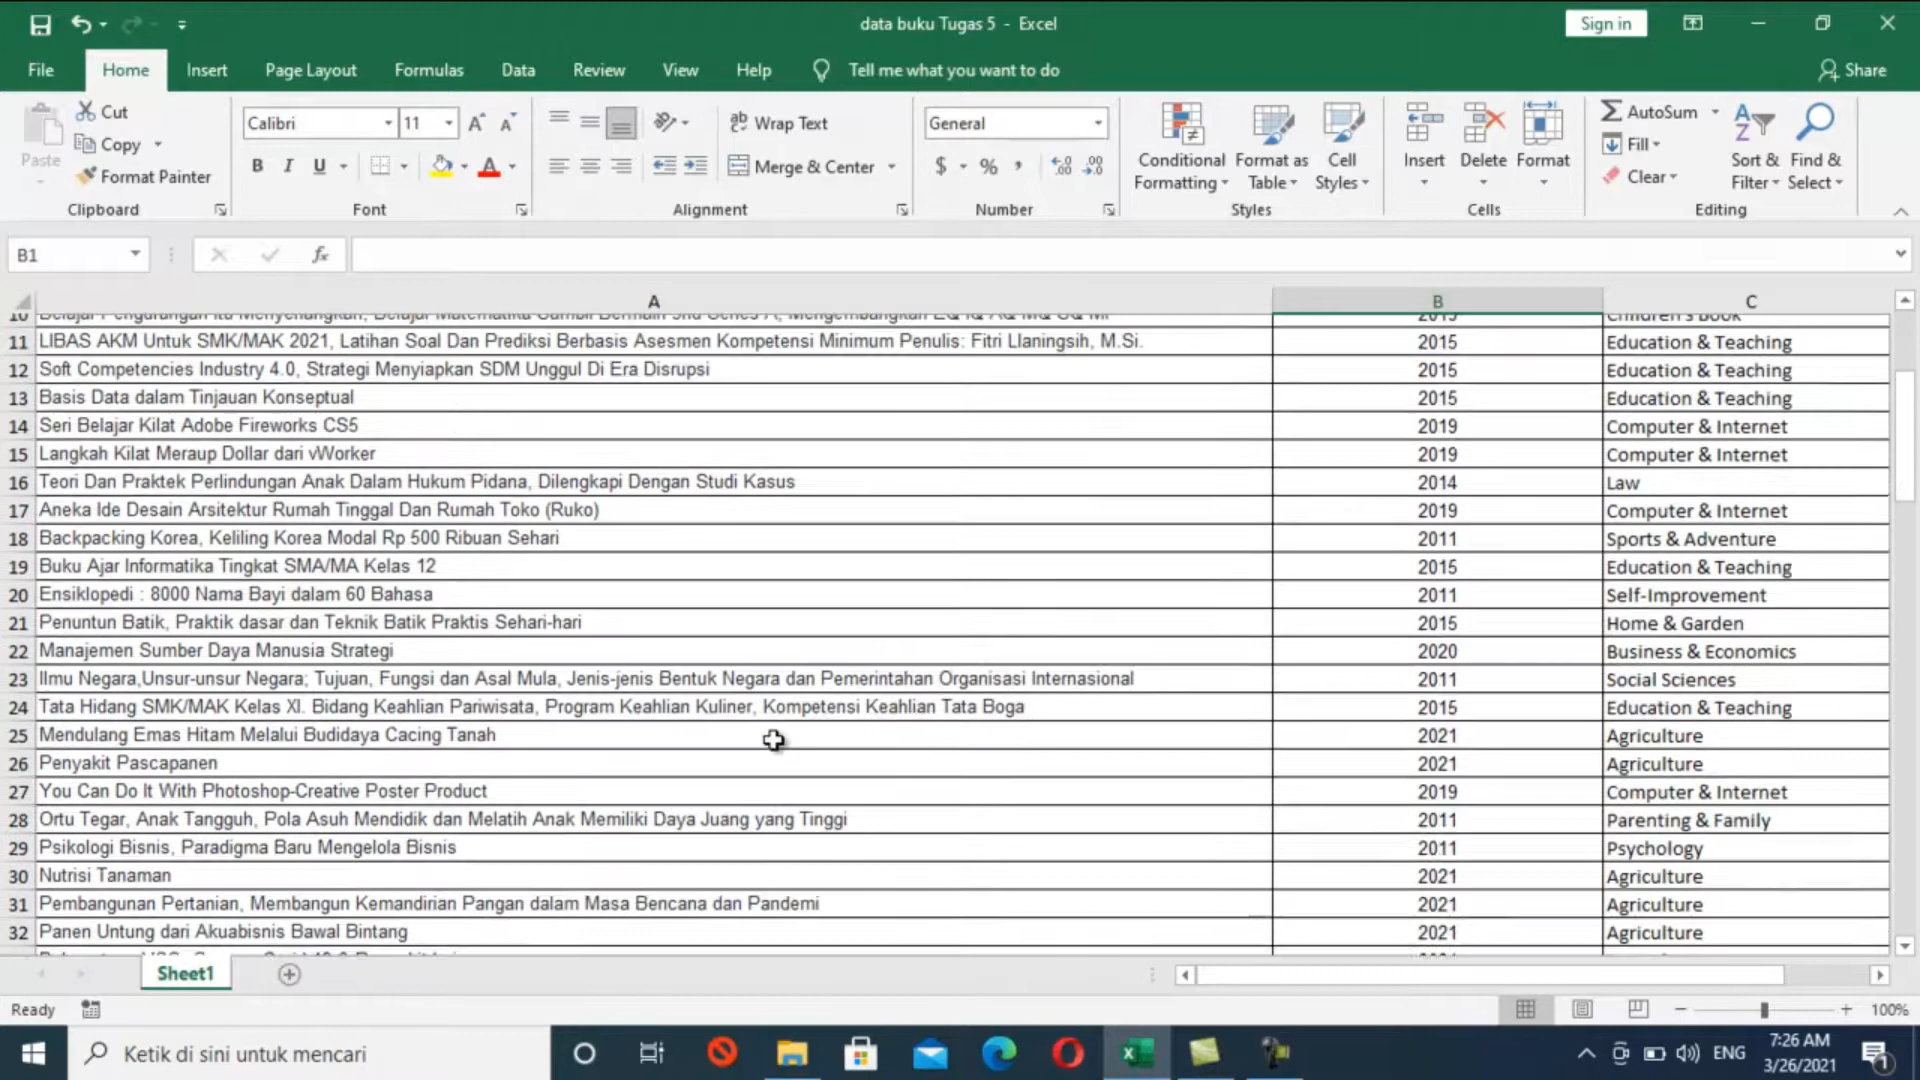 data buku Tugas 5 - Excel
Sign in
File Home Insert Page Layout Formulas Data Review View Help Tell me what you want to do Share
Paste Cut
Copy
Format Painter
Clipboard
Calibri 11
B I U
Font
Wrap Text
Merge & Center
Alignment
General
$ % ,
Number
Conditional Formatting
Format as Table
Cell Styles
Styles
Insert Delete Format
Cells
AutoSum
Fill
Clear
Sort & Filter
Find & Select
Editing
B1 fx
A B C
10 Belajar Pengurangan Itu Menyenangkan, Belajar Matematika Sambil Bermain 2015 Children's Book
11 LIBAS AKM Untuk SMK/MAK 2021, Latihan Soal Dan Prediksi Berbasis Asesmen Kompetensi Minimum Penulis: Fitri Llaningsih, M.Si. 2015 Education & Teaching
12 Soft Competencies Industry 4.0, Strategi Menyiapkan SDM Unggul Di Era Disrupsi 2015 Education & Teaching
13 Basis Data dalam Tinjauan Konseptual 2015 Education & Teaching
14 Seri Belajar Kilat Adobe Fireworks CS5 2019 Computer & Internet
15 Langkah Kilat Meraup Dollar dari vWorker 2019 Computer & Internet
16 Teori Dan Praktek Perlindungan Anak Dalam Hukum Pidana, Dilengkapi Dengan Studi Kasus 2014 Law
17 Aneka Ide Desain Arsitektur Rumah Tinggal Dan Rumah Toko (Ruko) 2019 Computer & Internet
18 Backpacking Korea, Keliling Korea Modal Rp 500 Ribuan Sehari 2011 Sports & Adventure
19 Buku Ajar Informatika Tingkat SMA/MA Kelas 12 2015 Education & Teaching
20 Ensiklopedi : 8000 Nama Bayi dalam 60 Bahasa 2011 Self-Improvement
21 Penuntun Batik, Praktik dasar dan Teknik Batik Praktis Sehari-hari 2015 Home & Garden
22 Manajemen Sumber Daya Manusia Strategi 2020 Business & Economics
23 Ilmu Negara,Unsur-unsur Negara; Tujuan, Fungsi dan Asal Mula, Jenis-jenis Bentuk Negara dan Pemerintahan Organisasi Internasional 2011 Social Sciences
24 Tata Hidang SMK/MAK Kelas XI. Bidang Keahlian Pariwisata, Program Keahlian Kuliner, Kompetensi Keahlian Tata Boga 2015 Education & Teaching
25 Mendulang Emas Hitam Melalui Budidaya Cacing Tanah 2021 Agriculture
26 Penyakit Pascapanen 2021 Agriculture
27 You Can Do It With Photoshop-Creative Poster Product 2019 Computer & Internet
28 Ortu Tegar, Anak Tangguh, Pola Asuh Mendidik dan Melatih Anak Memiliki Daya Juang yang Tinggi 2011 Parenting & Family
29 Psikologi Bisnis, Paradigma Baru Mengelola Bisnis 2011 Psychology
30 Nutrisi Tanaman 2021 Agriculture
31 Pembangunan Pertanian, Membangun Kemandirian Pangan dalam Masa Bencana dan Pandemi 2021 Agriculture
32 Panen Untung dari Akuabisnis Bawal Bintang 2021 Agriculture
Sheet1
Ready 100%
Ketik di sini untuk mencari
ENG
7:26 AM
3/26/2021
1